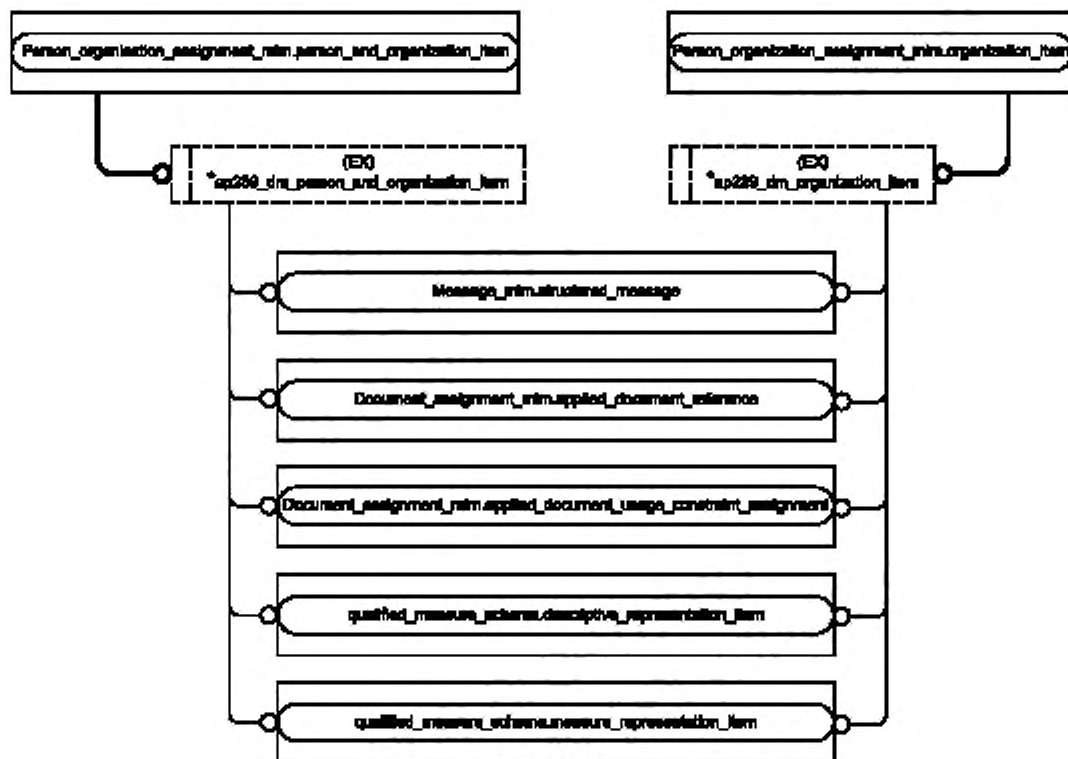 Person_organization_assignment_mim.person_and_organization_item
Person_organization_assignment_mim.organization_item
(EX)
*ap239_dm_person_and_organization_item
(EX)
*ap239_dm_organization_item
Message_mim.structured_message
Document_assignment_mim.applied_document_reference
Document_assignment_mim.applied_document_usage_constraint_assignment
qualified_measure_schema.descriptive_representation_item
qualified_measure_schema.measure_representation_item